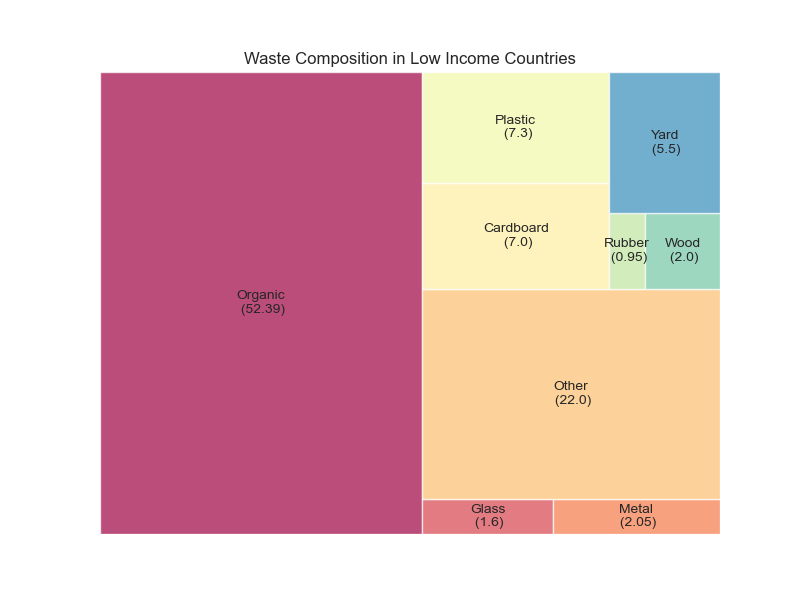 Waste Composition in Low Income Countries
Plastic
(7.3)
Yard
(5.5)
Cardboard
(7.0)
Rubber
(0.95)
Wood
(2.0)
Organic
(52.39)
Other
(22.0)
Glass
(1.6)
Metal
(2.05)